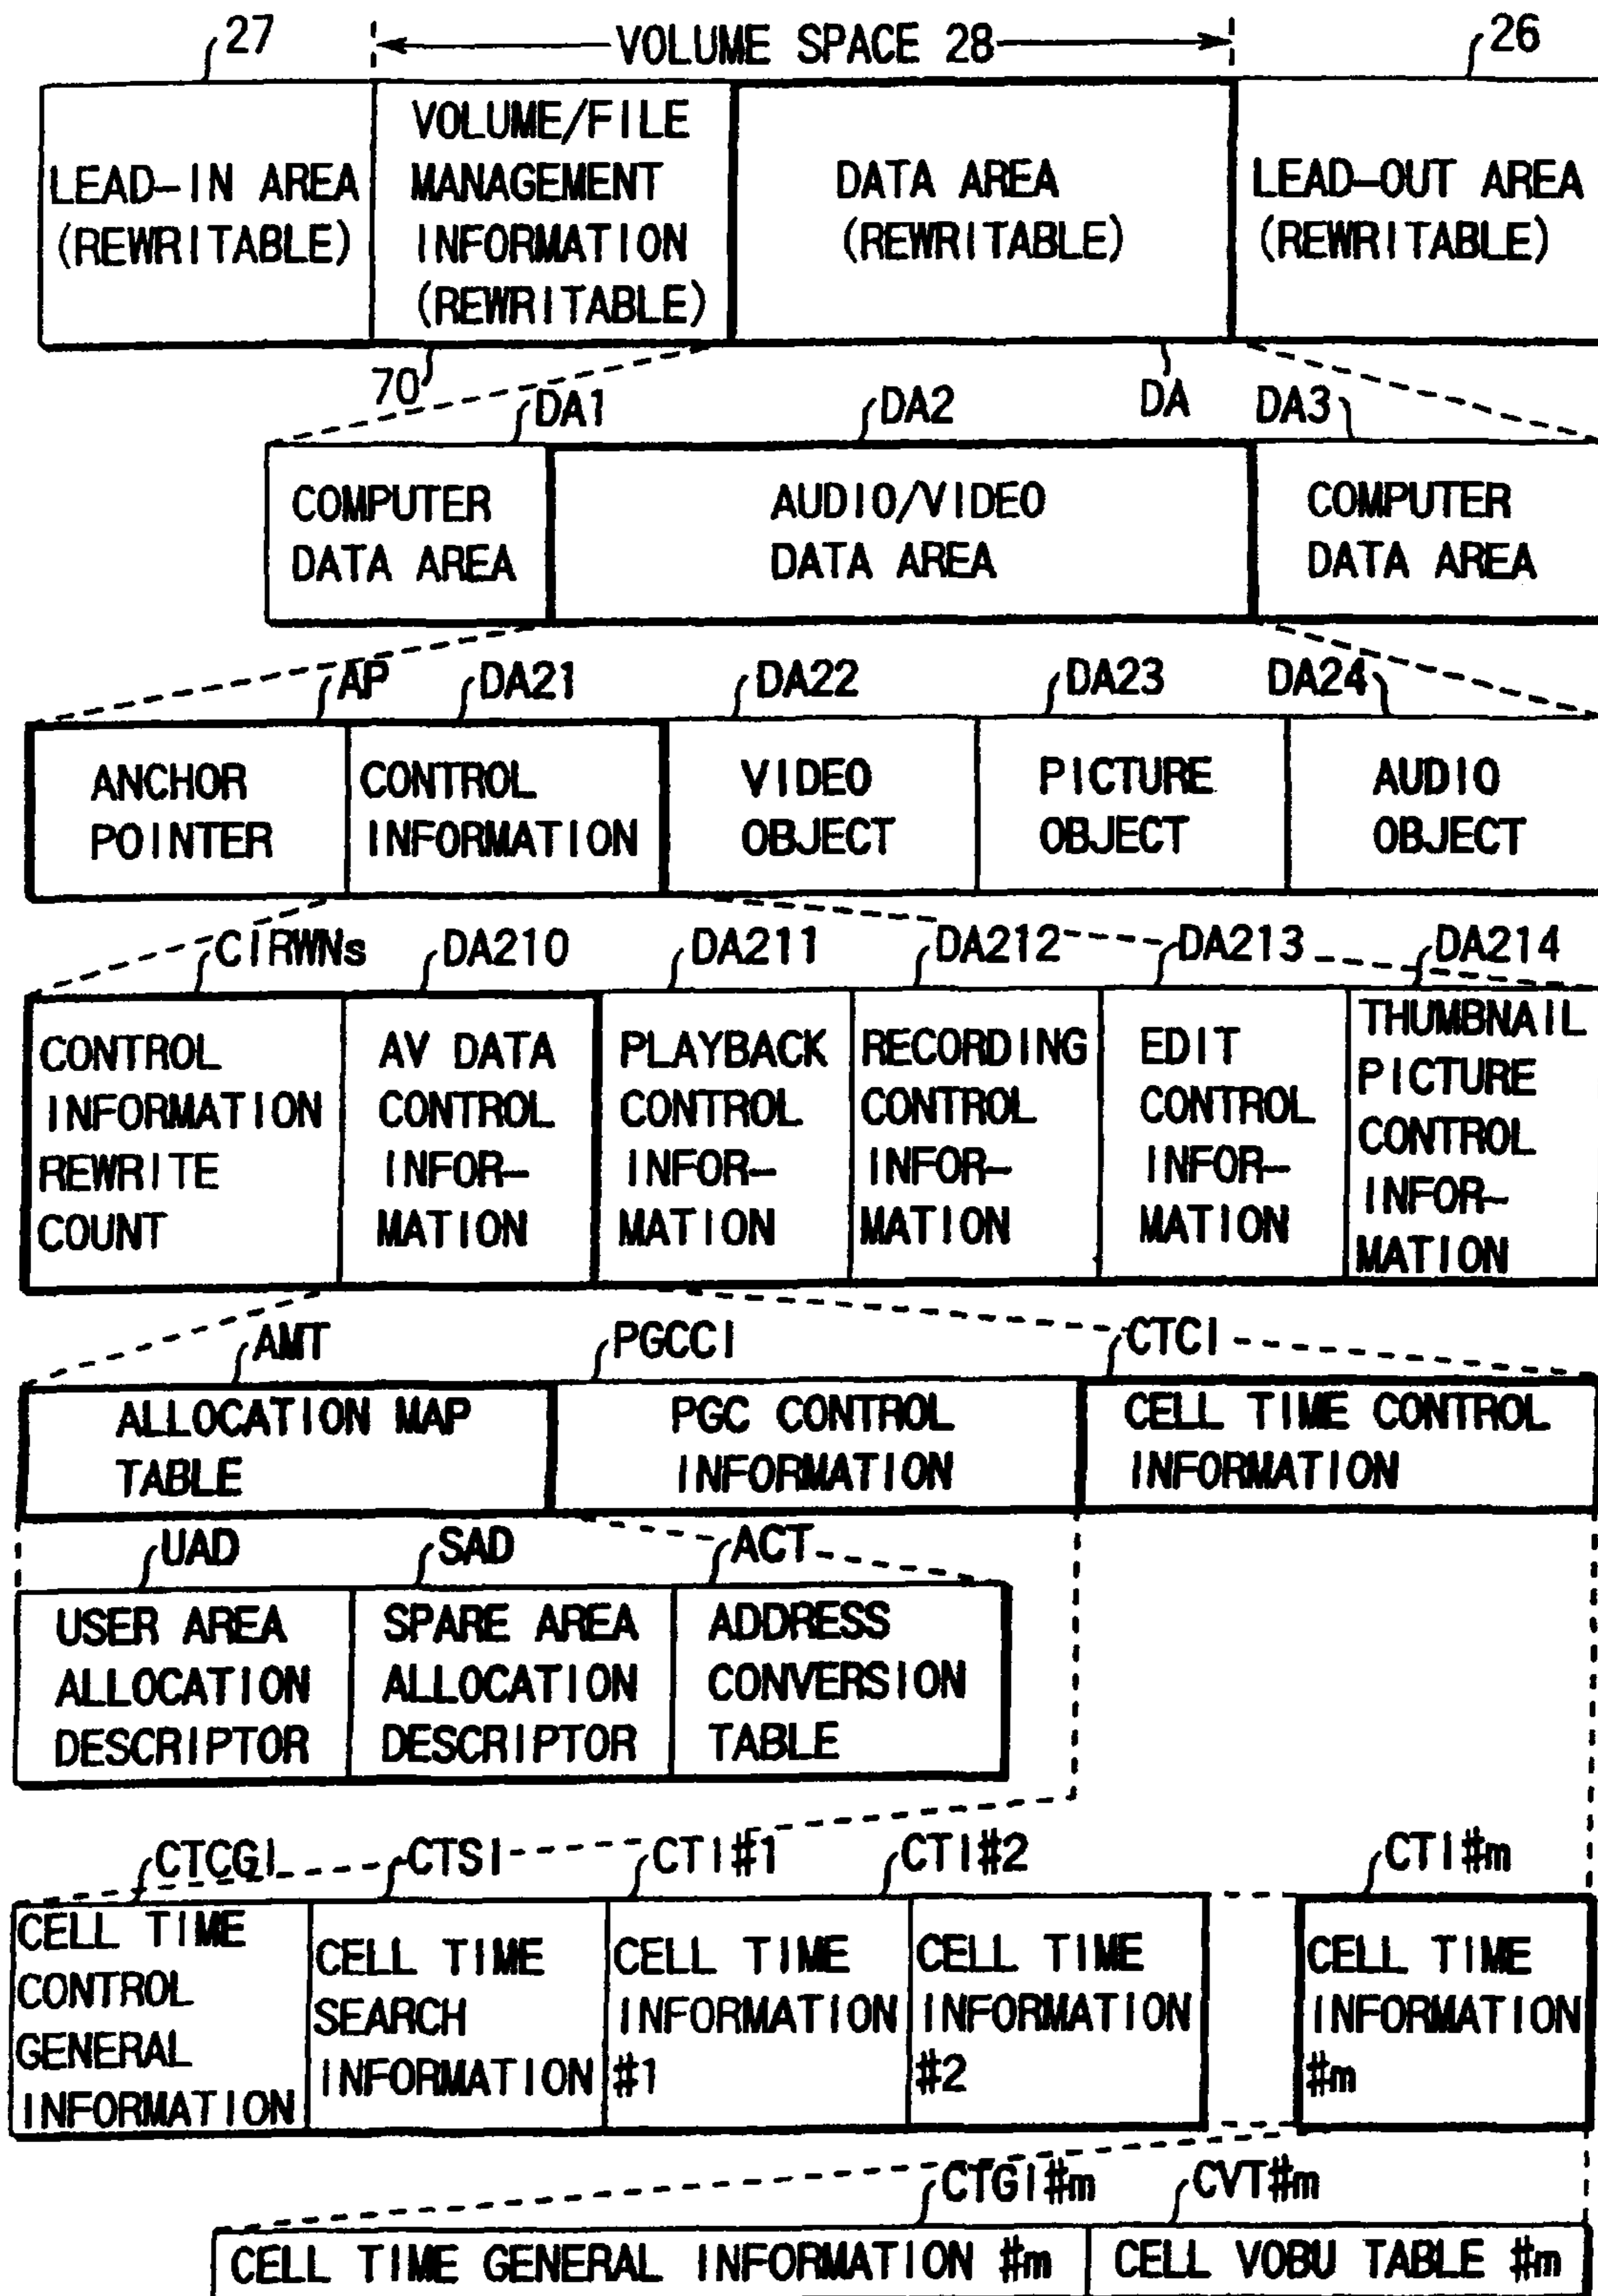 27
VOLUME SPACE 28
26
LEAD-IN AREA
(REWRITABLE)
VOLUME/FILE
MANAGEMENT
INFORMATION
(REWRITABLE)
DATA AREA
(REWRITABLE)
LEAD-OUT AREA
(REWRITABLE)
70
DA1
DA2
DA
DA3
COMPUTER
DATA AREA
AUDIO/VIDEO
DATA AREA
COMPUTER
DATA AREA
AP
DA21
DA22
DA23
DA24
ANCHOR
POINTER
CONTROL
INFORMATION
VIDEO
OBJECT
PICTURE
OBJECT
AUDIO
OBJECT
CIRWNs
DA210
DA211
DA212
DA213
DA214
CONTROL
INFORMATION
REWRITE
COUNT
AV DATA
CONTROL
INFOR-
MATION
PLAYBACK
CONTROL
INFOR-
MATION
RECORDING
CONTROL
INFOR-
MATION
EDIT
CONTROL
INFOR-
MATION
THUMBNAIL
PICTURE
CONTROL
INFOR-
MATION
AMT
PGCCI
CTCI
ALLOCATION MAP
TABLE
PGC CONTROL
INFORMATION
CELL TIME CONTROL
INFORMATION
UAD
SAD
ACT
USER AREA
ALLOCATION
DESCRIPTOR
SPARE AREA
ALLOCATION
DESCRIPTOR
ADDRESS
CONVERSION
TABLE
CTCGI
CTSI
CTI#1
CTI#2
CTI#m
CELL TIME
CONTROL
GENERAL
INFORMATION
CELL TIME
SEARCH
INFORMATION
CELL TIME
INFORMATION
#1
CELL TIME
INFORMATION
#2
CELL TIME
INFORMATION
#m
CTGI#m
CVT#m
CELL TIME GENERAL INFORMATION #m
CELL VOBU TABLE #m